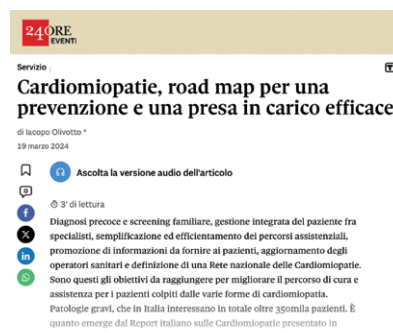 24 ORE
EVENTI
Servizio
Cardiomiopatie, road map per una
prevenzione e una presa in carico efficace
di Iacopo Olivotto *
19 marzo 2024
Ascolta la versione audio dell'articolo
3' di lettura
Diagnosi precoce e screening familiare, gestione integrata del paziente fra
specialisti, semplificazione ed efficientamento dei percorsi assistenziali,
promozione di informazioni da fornire ai pazienti, aggiornamento degli
operatori sanitari e definizione di una Rete nazionale delle Cardiomiopatie.
Sono questi gli obiettivi da raggiungere per migliorare il percorso di cura e
assistenza per i pazienti colpiti dalle varie forme di cardiomiopatia.
Patologie gravi, che in Italia interessano in totale oltre 350mila pazienti. È
quanto emerge dal Report italiano sulle Cardiomiopatie presentato in